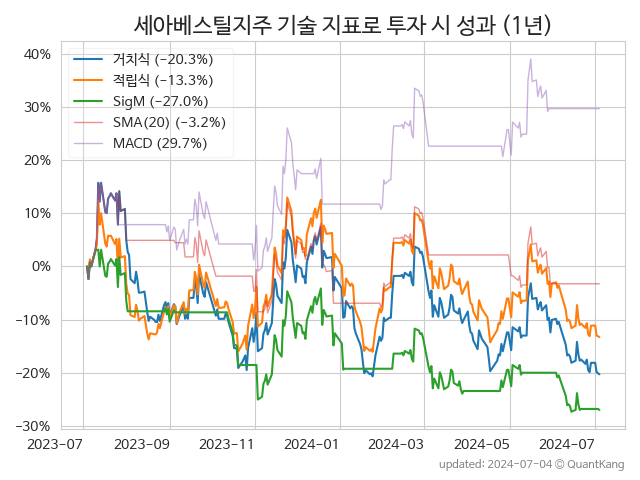 세아베스틸지주 기술 지표로 투자 시 성과 (1년)
거치식 (−20.3%)
적립식 (−13.3%)
SigM (−27.0%)
SMA(20) (−3.2%)
MACD (29.7%)
40%
30%
20%
10%
0%
−10%
−20%
−30%
2023-07 2023-09 2023-11 2024-01 2024-03 2024-05 2024-07
updated: 2024-07-04 © QuantKang